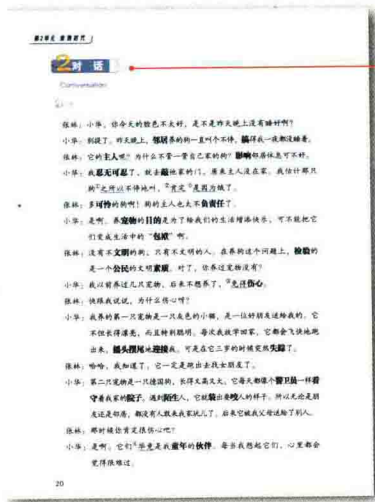 2 对 话
Conversation
张林：小华，你今天的脸色不太好，是不是昨天晚上没有睡好啊？
小华：别提了。昨天晚上，邻居养的狗一直叫个不停，搞得我一夜都没睡着。
张林：它的主人呢？为什么不管一管自己家的狗？影响邻居休息可不好。
小华：我忍无可忍了，就去敲他家的门，原来主人没在家。我估计那只
狗之所以不停地叫，肯定是因为饿了。
张林：多可怜的狗啊！狗的主人也太不负责任了。
小华：是啊。养宠物的目的是为了给我们的生活增添快乐，可不能把它
们变成生活中的“包袱”啊。
张林：没有不文明的狗，只有不文明的人。在养狗这个问题上，检验的
是一个公民的文明素质。对了，你养过宠物没有？
小华：我以前养过几只宠物，后来不想养了，免得伤心。
张林：快跟我说说，为什么伤心呀？
小华：我养的第一只宠物是一只灰色的小猫，是一位好朋友送给我的。它
不但长得漂亮，而且特别聪明。每次我放学回家，它都会飞快地跑
出来，摇头摆尾地迎接我。可是在它三岁的时候突然失踪了。
张林：哈哈，我知道了，它一定是跑出去找女朋友了。
小华：第二只宠物是一只德国狗，长得又高又大。它每天都像个警卫员一样看
守着我家的院子。遇到陌生人，它就装出要咬人的样子。所以无论是朋
友还是邻居，都没有人敢来我家玩儿了。后来它被我父母送给了别人。
张林：那时候你肯定很伤心吧？
小华：是啊，它们毕竟是我童年的伙伴。每当我想起它们，心里都会
觉得很难过。
20